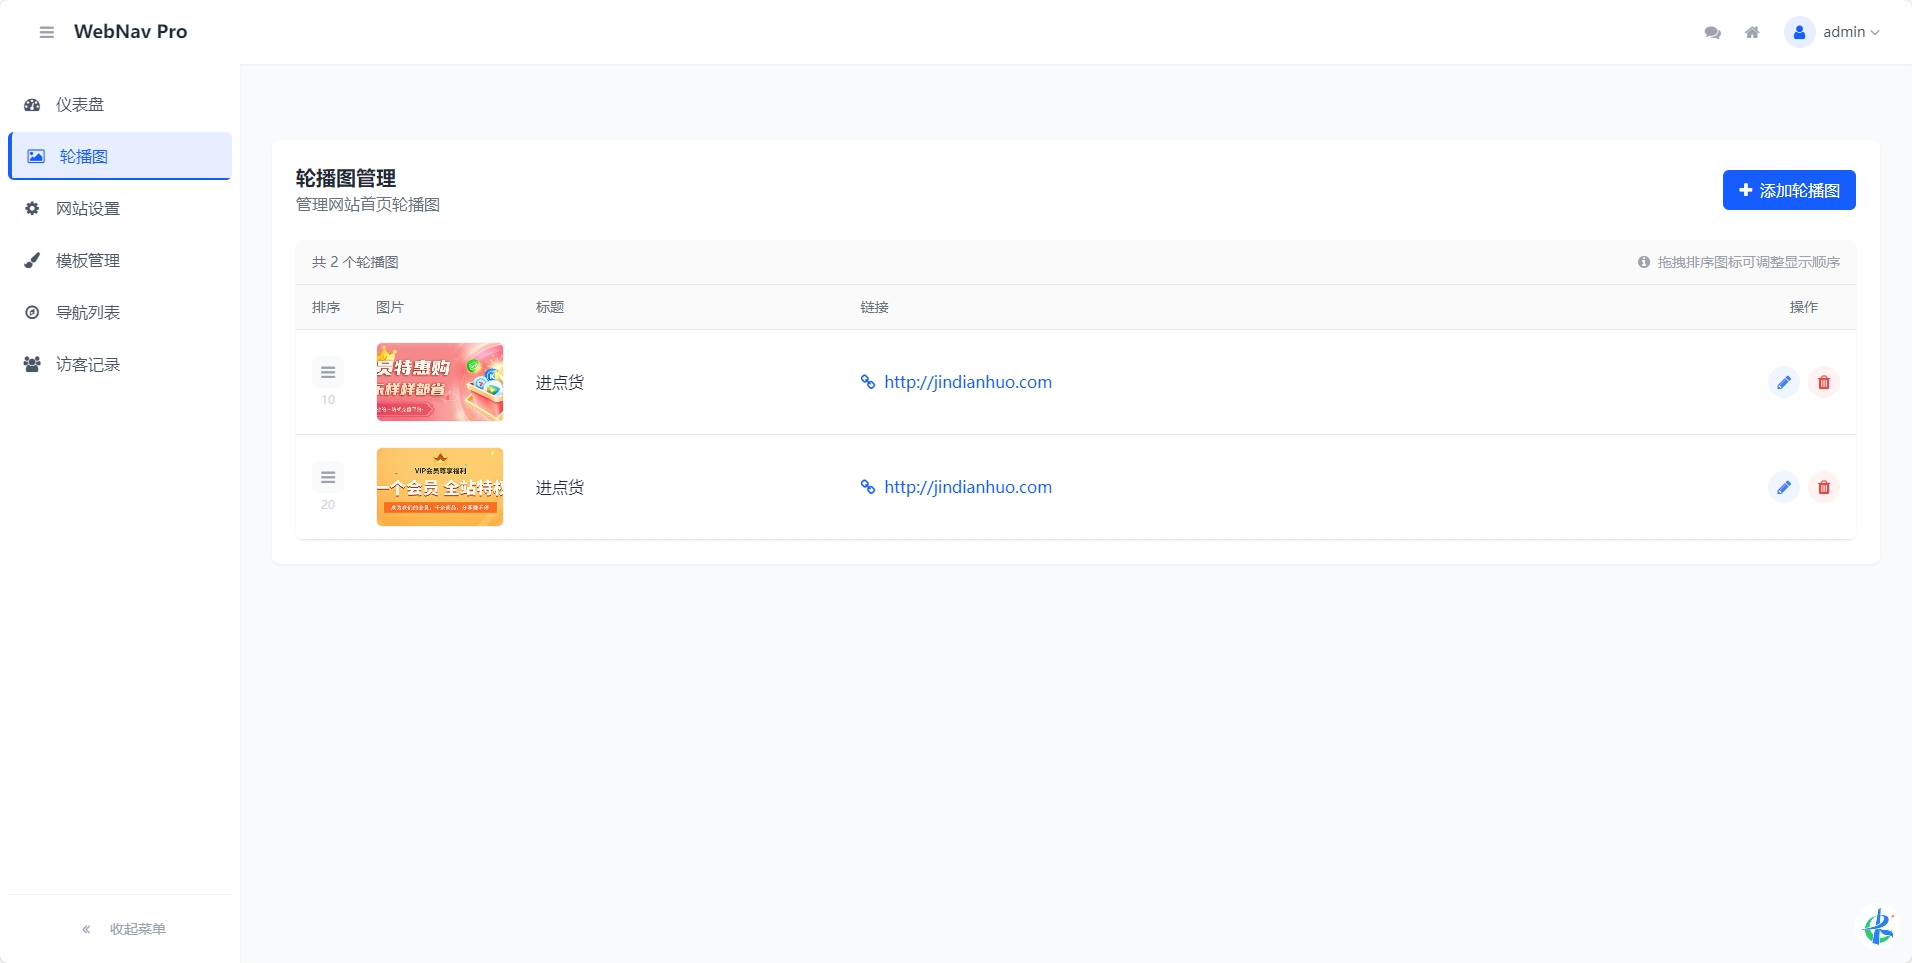 WebNav Pro
admin
仪表盘
轮播图
网站设置
模板管理
导航列表
访客记录
收起菜单
轮播图管理
管理网站首页轮播图
添加轮播图
共 2 个轮播图
拖拽排序图标可调整显示顺序
排序 图片 标题 链接 操作
10
员特惠购
样样都省
进点货
http://jindianhuo.com
20
VIP会员尊享福利
一个会员 全站特权
进点货
http://jindianhuo.com